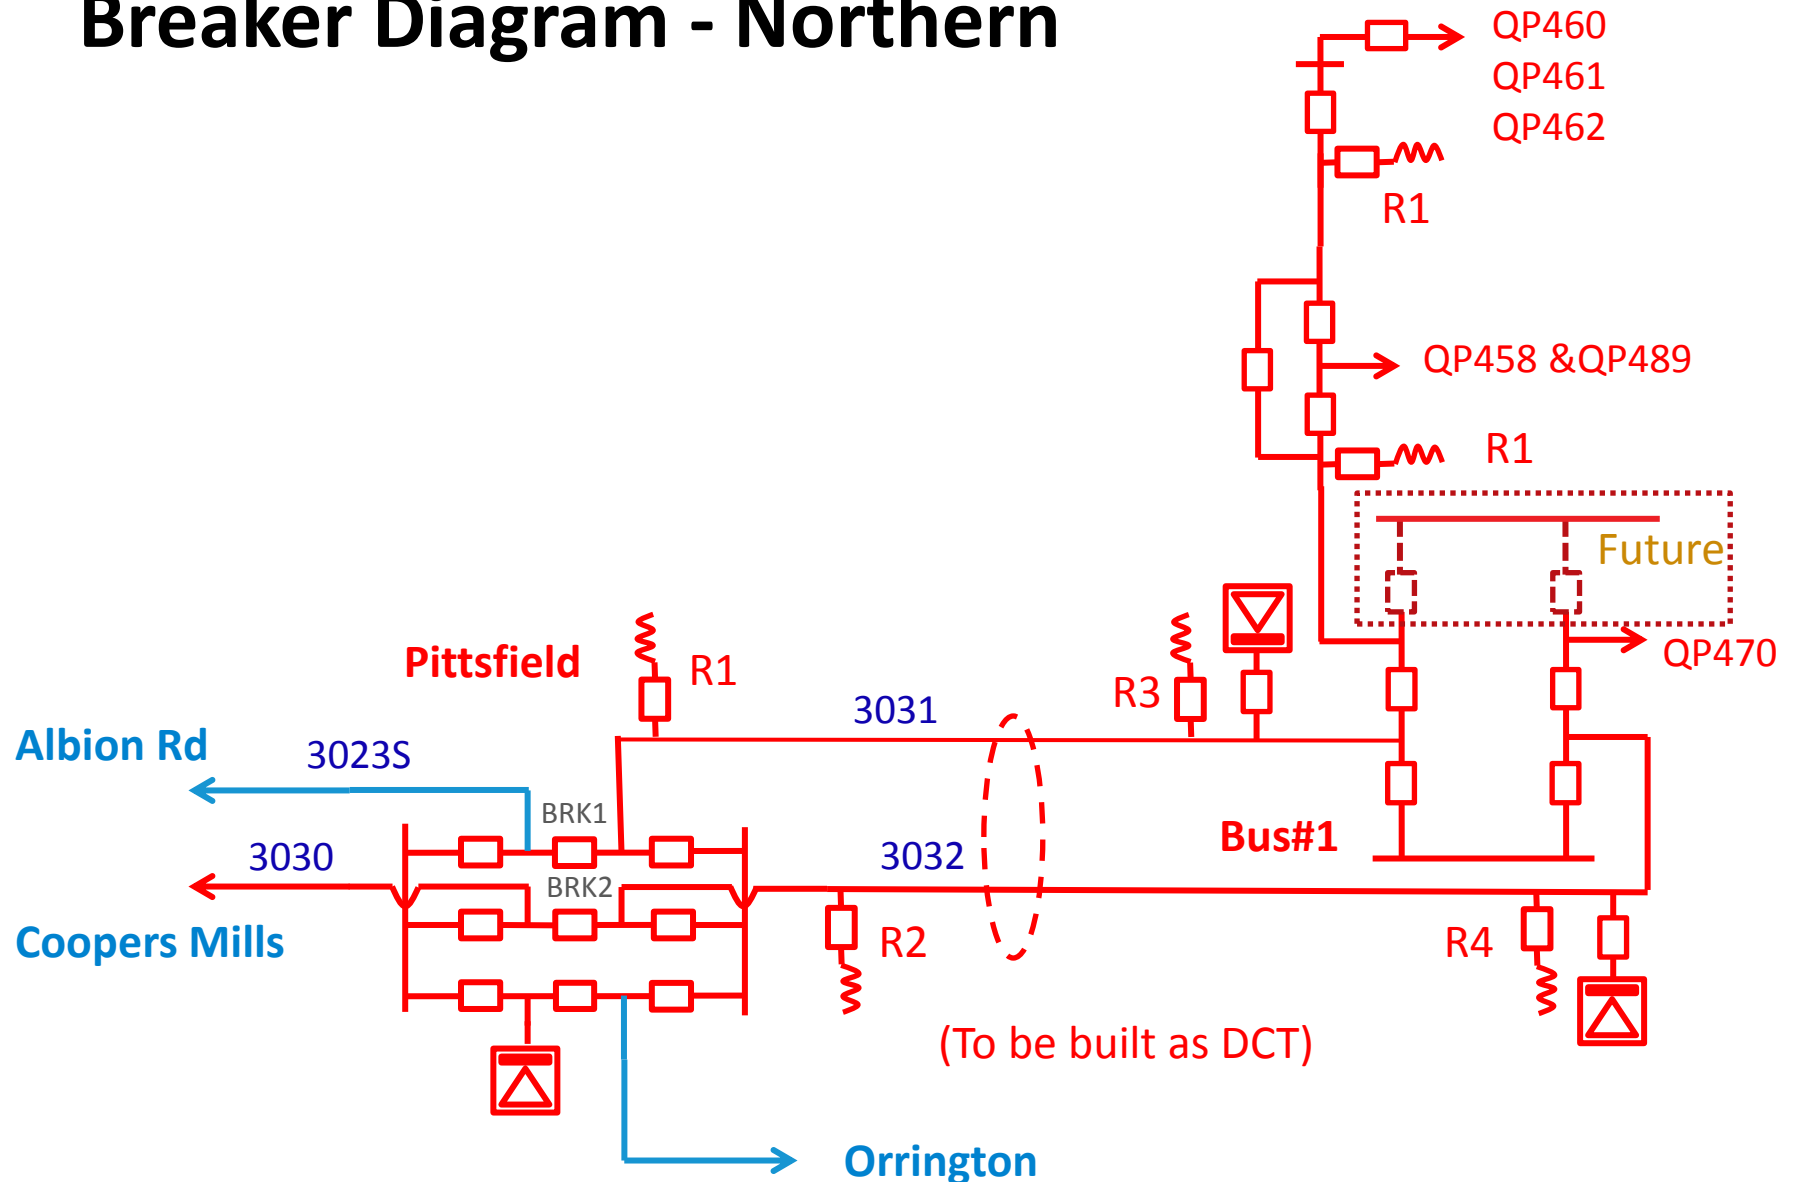 Breaker Diagram - Northern
QP460
QP461
QP462
R1
QP458 &QP489
R1
Future
QP470
Pittsfield
R1
R3
3031
Albion Rd
3023S
BRK1
Bus#1
3030
3032
BRK2
Coopers Mills
R2
R4
(To be built as DCT)
Orrington